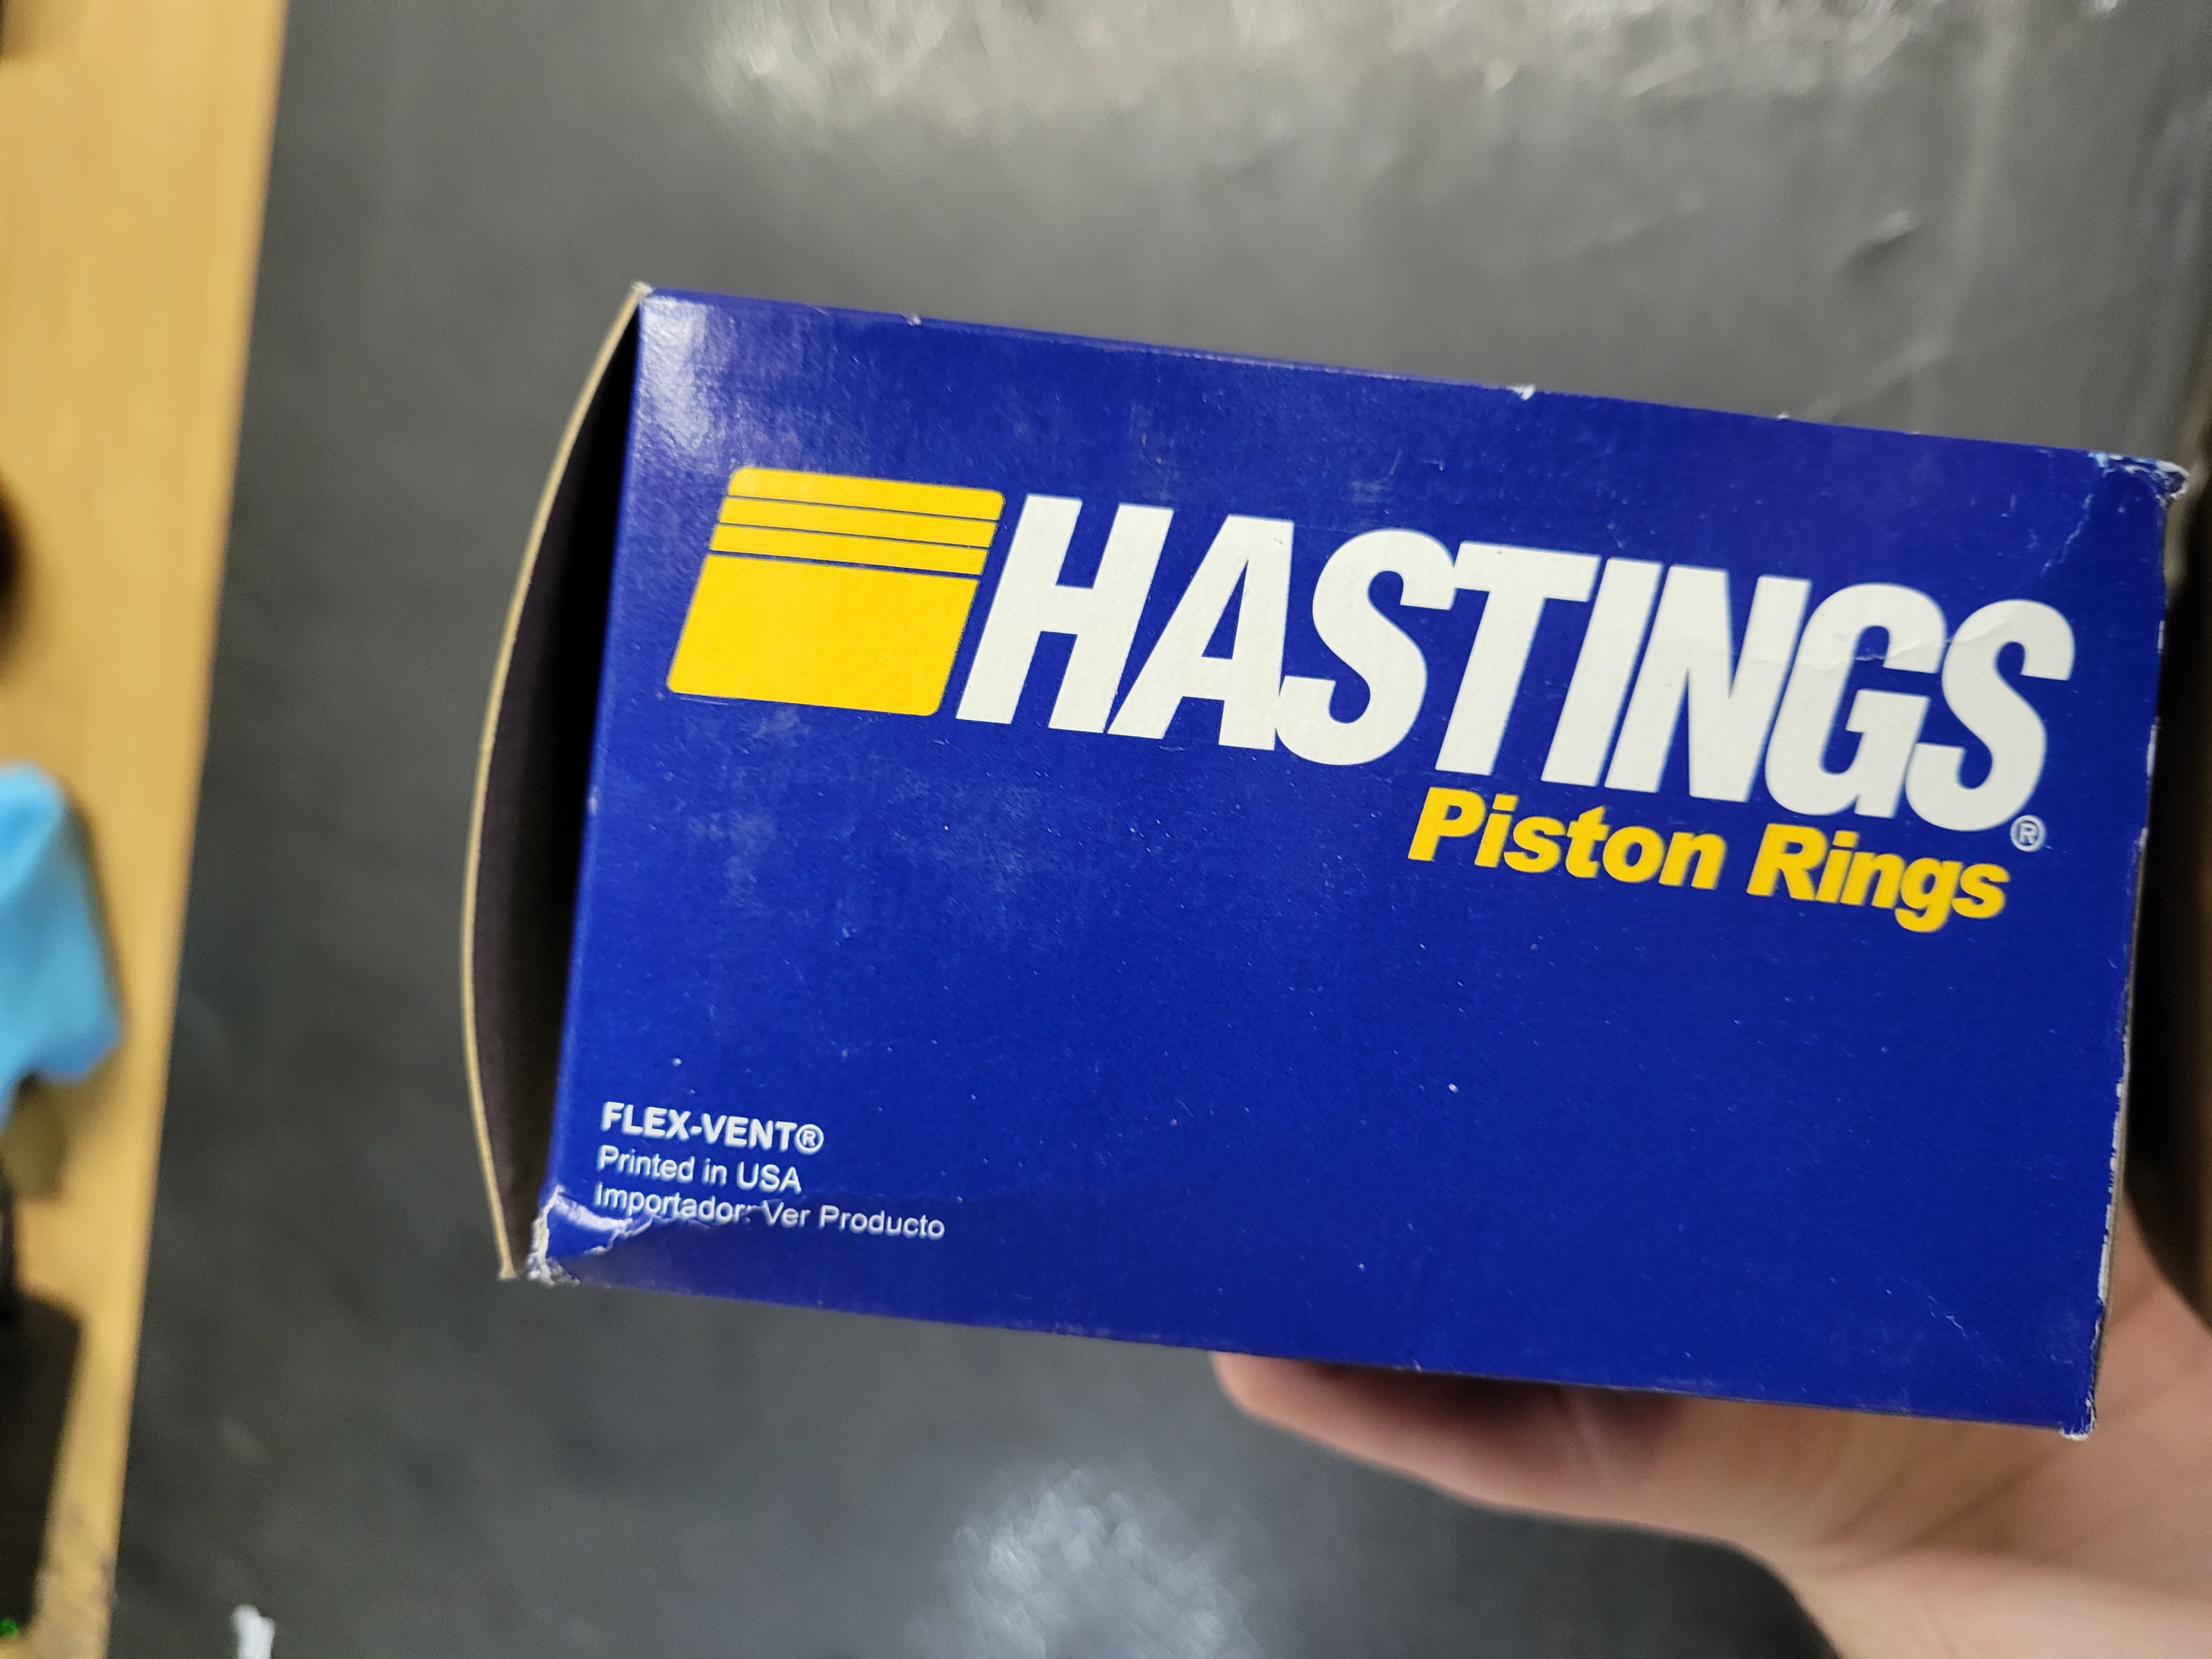 HASTINGS®
Piston Rings
FLEX-VENT®
Printed in USA
Importador: Ver Producto